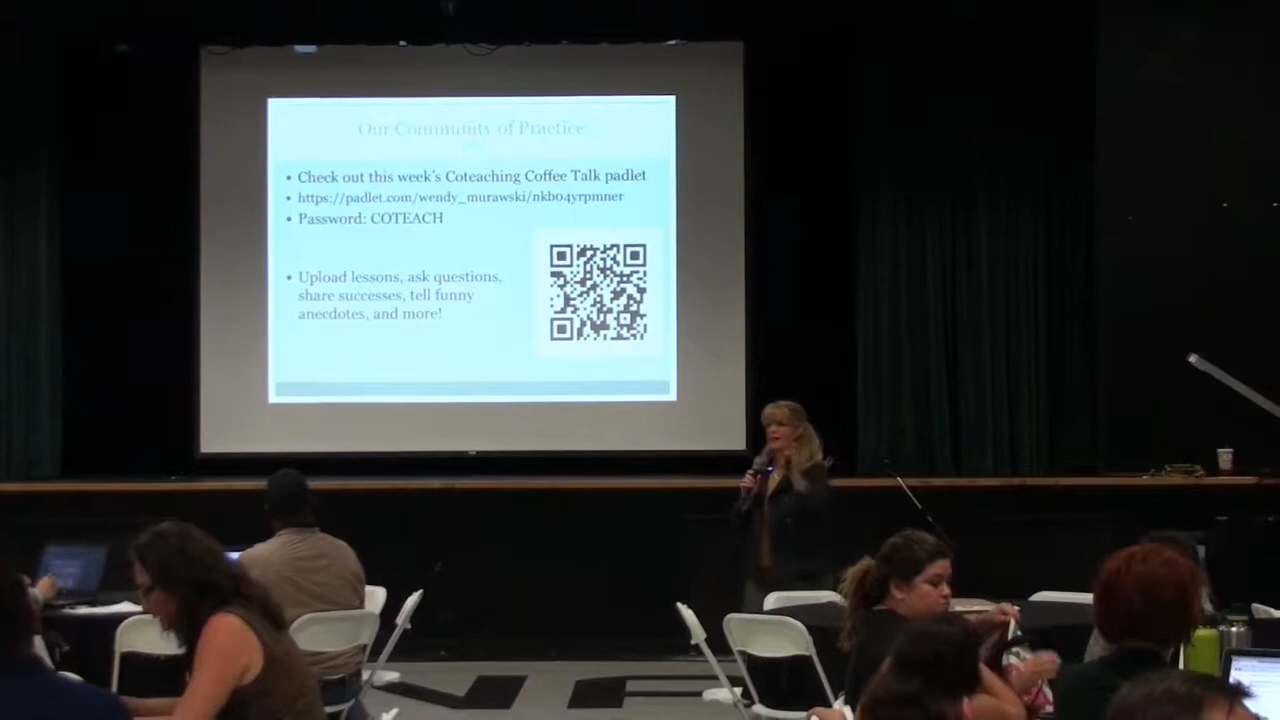 Our Community of Practice
• Check out this week's Coteaching Coffee Talk padlet
• https://padlet.com/wendy_murawski/nkb04yrpmner
• Password: COTEACH
• Upload lessons, ask questions,
share successes, tell funny
anecdotes, and more!